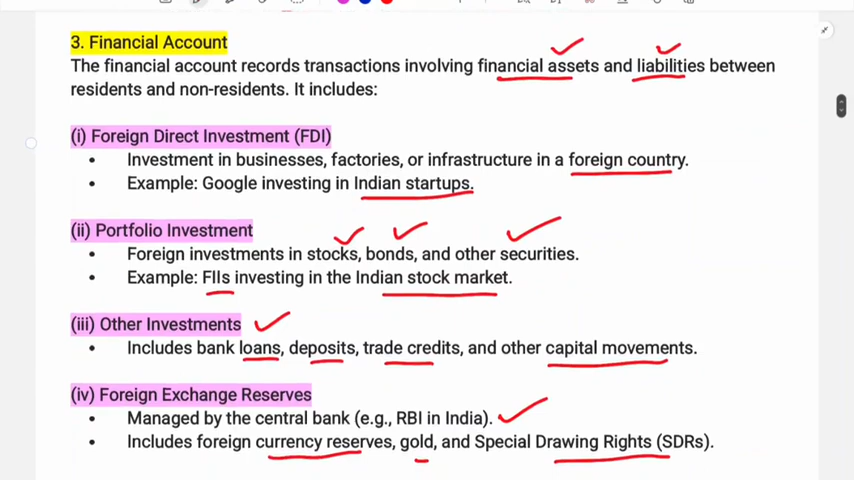 3. Financial Account
The financial account records transactions involving financial assets and liabilities between
residents and non-residents. It includes:
(i) Foreign Direct Investment (FDI)
• Investment in businesses, factories, or infrastructure in a foreign country.
• Example: Google investing in Indian startups.
(ii) Portfolio Investment
• Foreign investments in stocks, bonds, and other securities.
• Example: FIIs investing in the Indian stock market.
(iii) Other Investments
• Includes bank loans, deposits, trade credits, and other capital movements.
(iv) Foreign Exchange Reserves
• Managed by the central bank (e.g., RBI in India).
• Includes foreign currency reserves, gold, and Special Drawing Rights (SDRs).